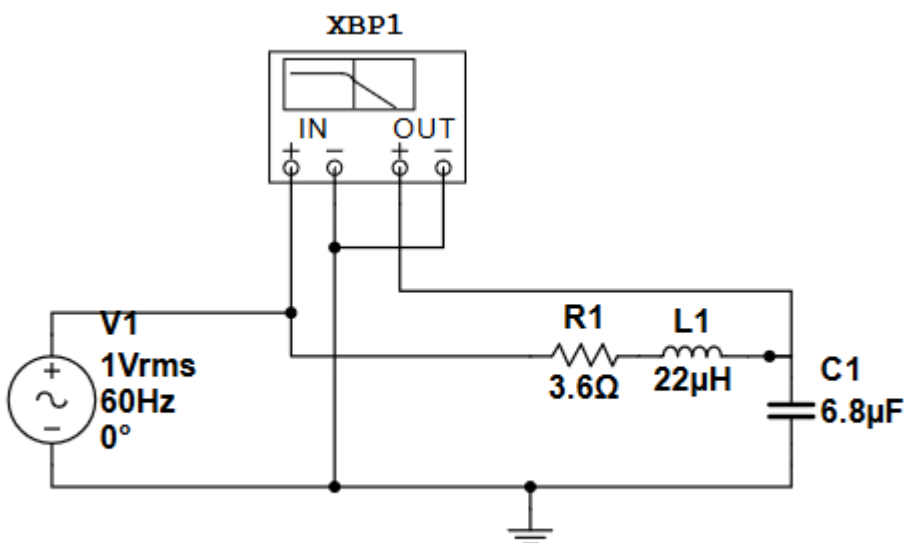 XBP1
IN OUT
+ − + −
V1
1Vrms
60Hz
0°
+
−
R1
3.6Ω
L1
22µH
C1
6.8µF